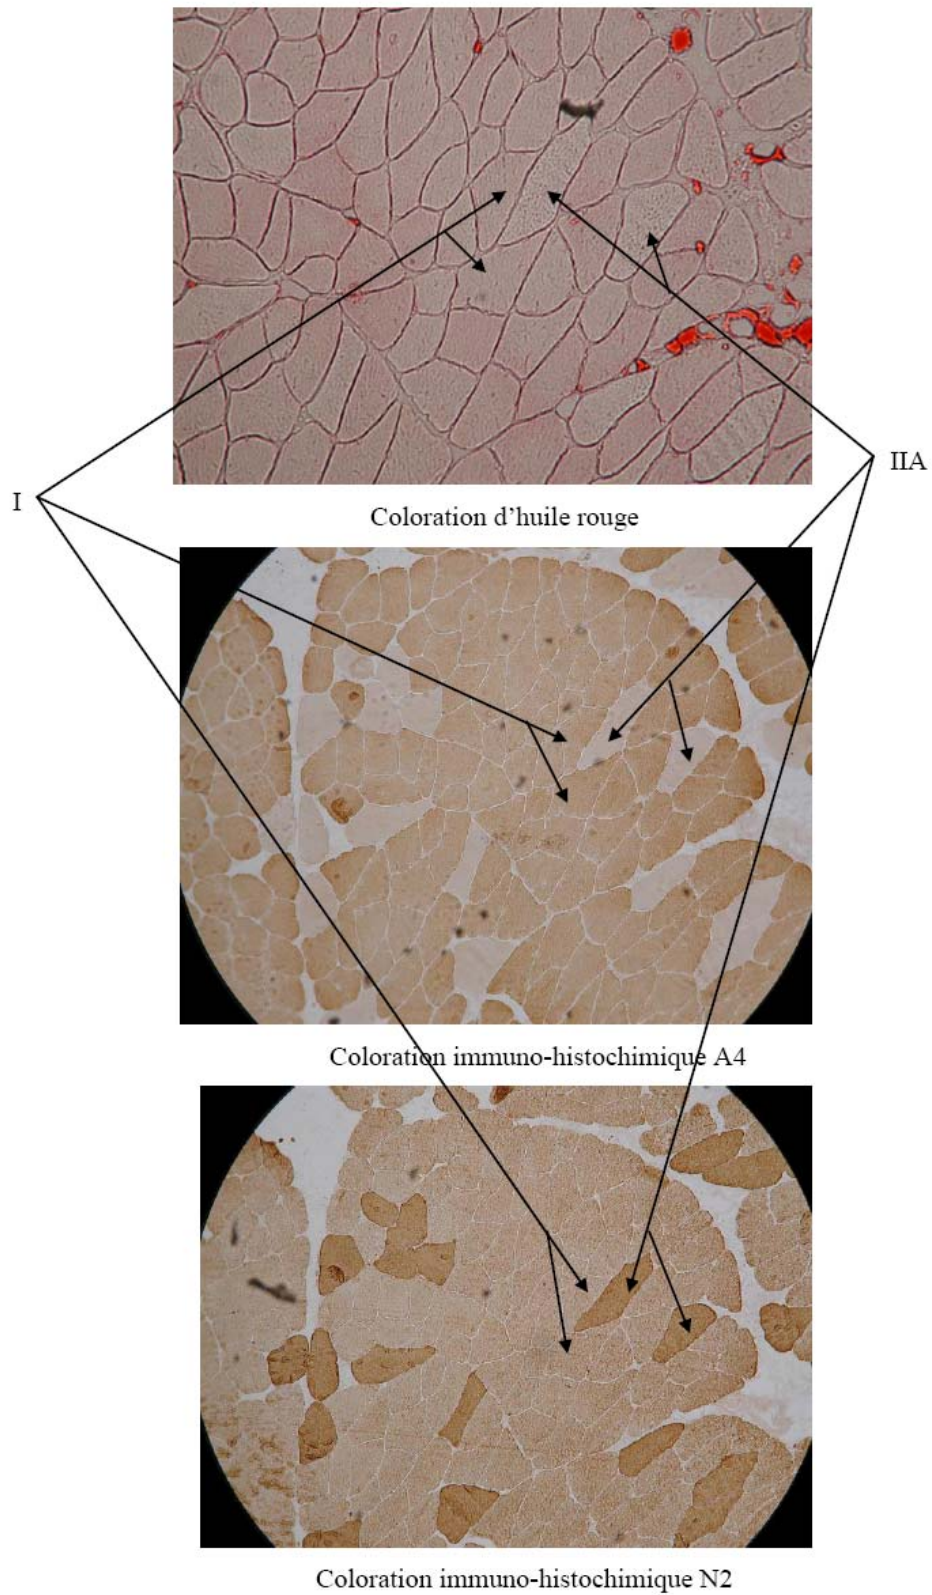 IIA
I
Coloration d'huile rouge
Coloration immuno-histochimique A4
Coloration immuno-histochimique N2